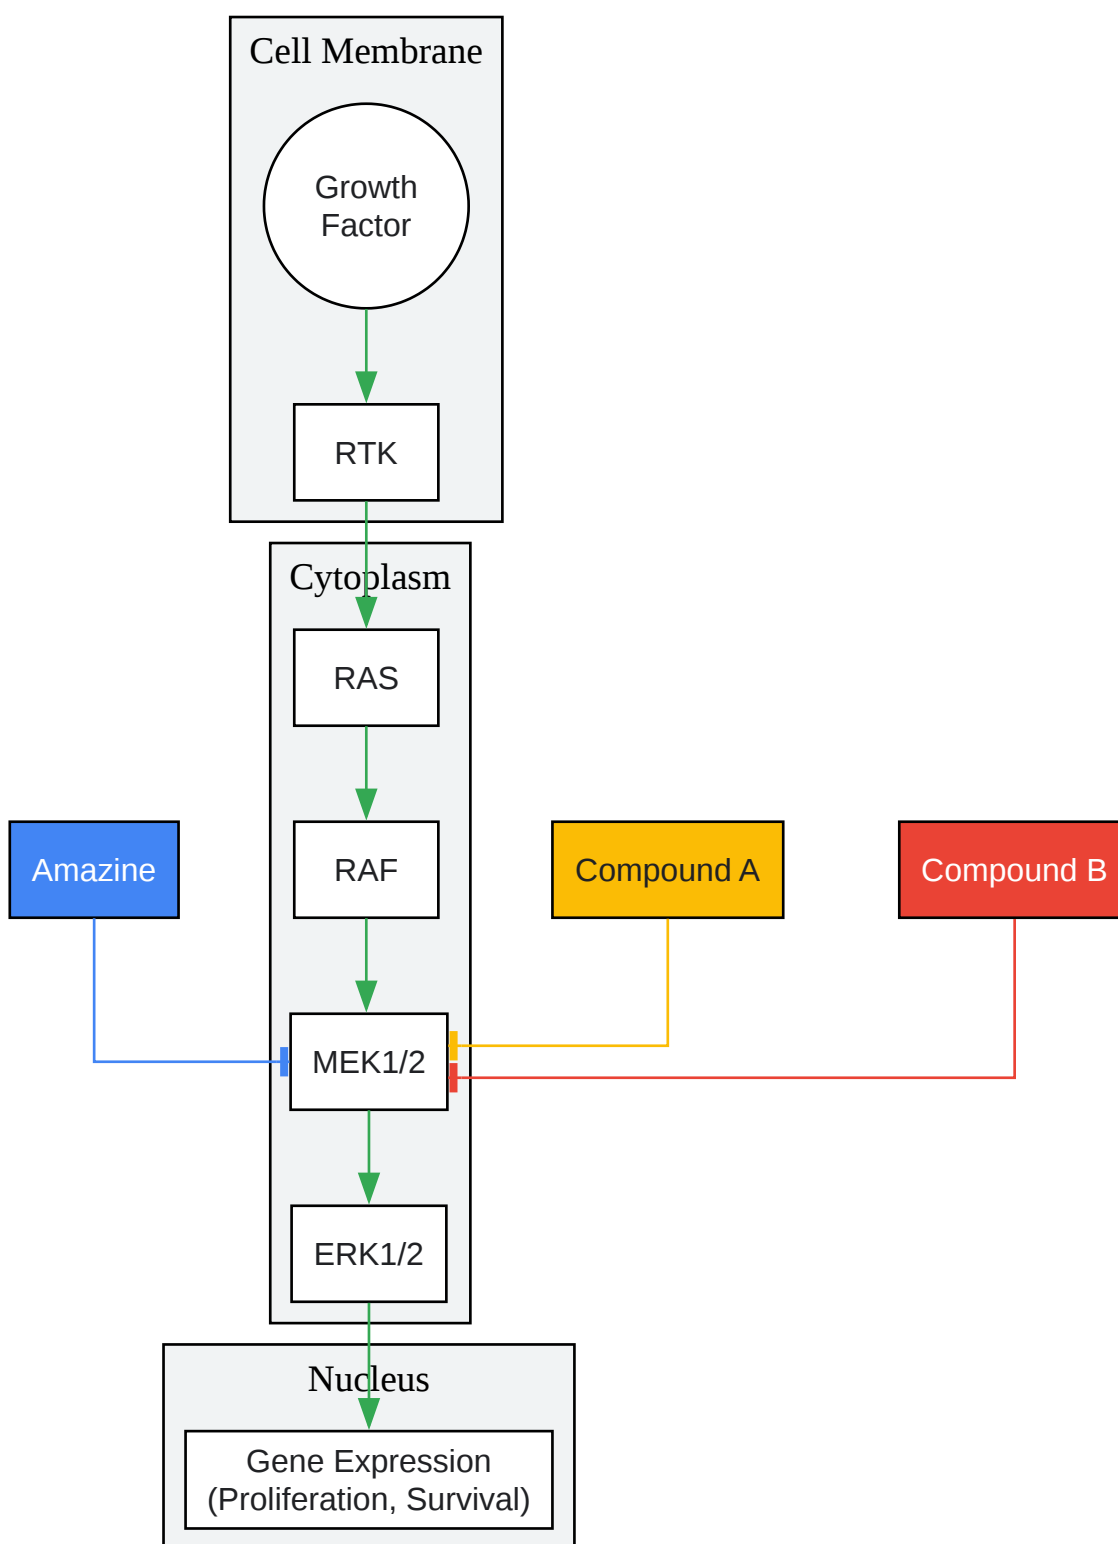 Cell Membrane
Growth
Factor
RTK
Cytoplasm
RAS
Amazine
RAF
Compound A
Compound B
MEK1/2
ERK1/2
Nucleus
Gene Expression
(Proliferation, Survival)